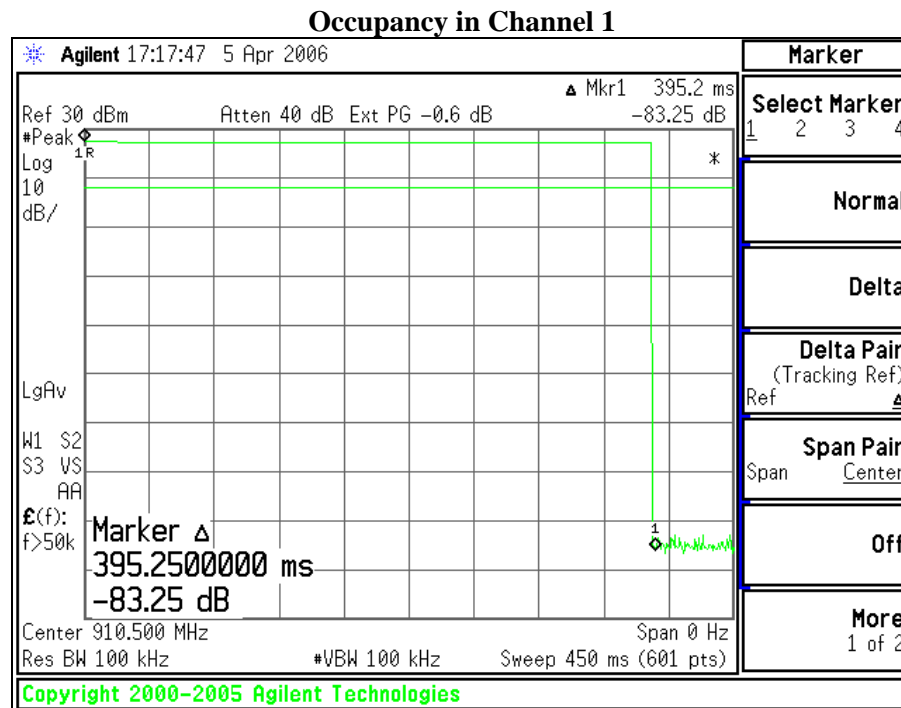 Occupancy in Channel 1
Agilent 17:17:47 5 Apr 2006
Marker
Δ Mkr1 395.2 ms
Ref 30 dBm Atten 40 dB Ext PG -0.6 dB -83.25 dB
Select Marker
1 2 3 4
#Peak
Log
10
dB/
1R
*
Normal
Delta
Delta Pair
(Tracking Ref)
Ref Δ
LgAv
W1 S2
S3 VS
AA
£(f):
f>50k
Span Pair
Span Center
1
Marker Δ
395.2500000 ms
-83.25 dB
Off
Center 910.500 MHz Span 0 Hz
Res BW 100 kHz #VBW 100 kHz Sweep 450 ms (601 pts)
More
1 of 2
Copyright 2000-2005 Agilent Technologies